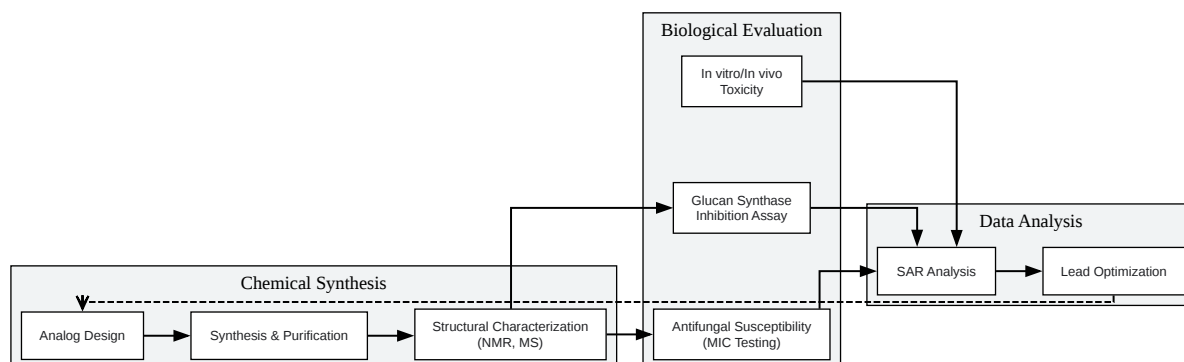 Biological Evaluation
In vitro/In vivo
Toxicity
Glucan Synthase
Inhibition Assay
Data Analysis
SAR Analysis
Lead Optimization
Chemical Synthesis
Analog Design
Synthesis & Purification
Structural Characterization
(NMR, MS)
Antifungal Susceptibility
(MIC Testing)